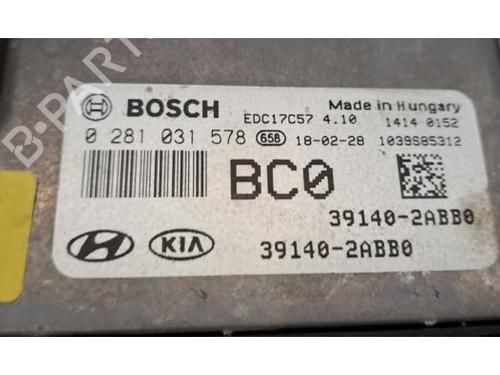 BOSCH EDC17C57 4.10 Made in Hungary
1414 0152
0 281 031 578 658 18-02-28 1039S85312
BC0
39140-2ABB0
KIA 39140-2ABB0
B-PARTS